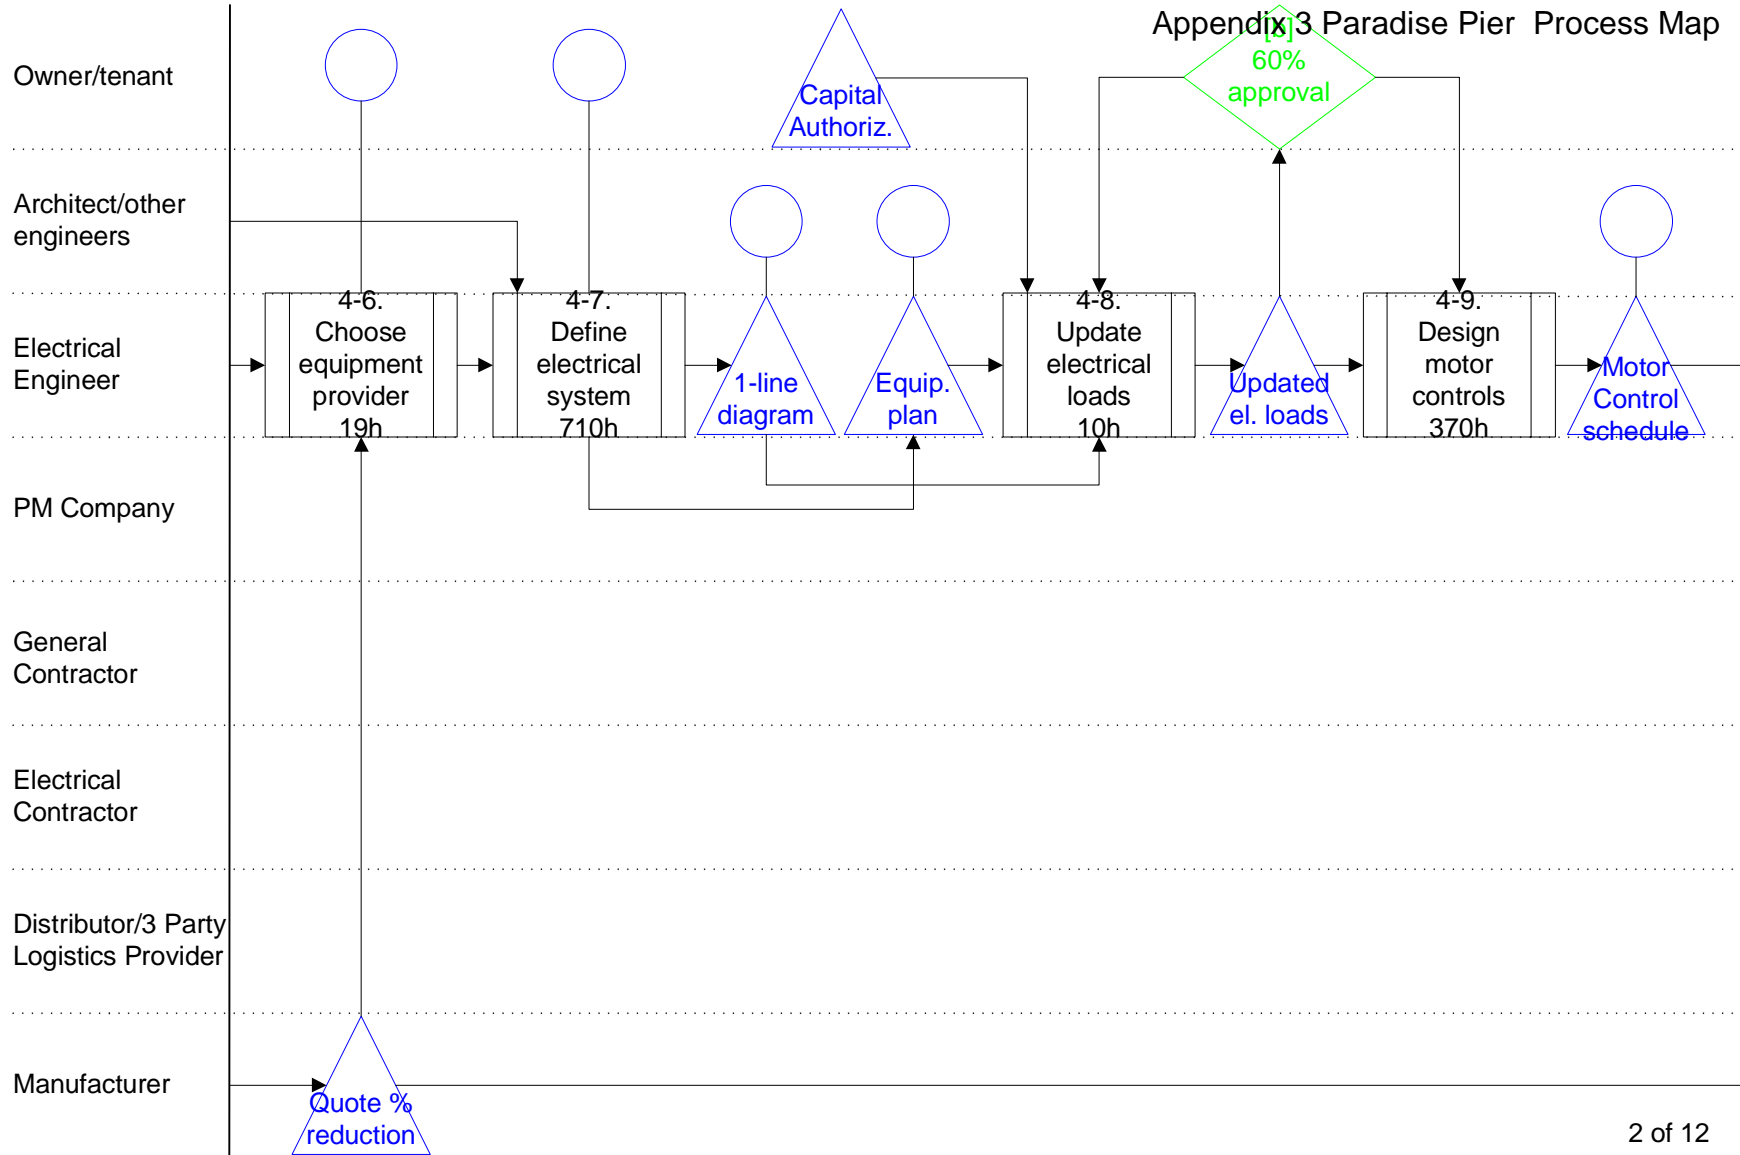 Appendix 3 Paradise Pier  Process Map
Owner/tenant
Capital
Authoriz.
[b]
60%
approval
Architect/other
engineers
Electrical
Engineer
4-6.
Choose
equipment
provider
19h
4-7.
Define
electrical
system
710h
1-line
diagram
Equip.
plan
4-8.
Update
electrical
loads
10h
Updated
el. loads
4-9.
Design
motor
controls
370h
Motor
Control
schedule
PM Company
General
Contractor
Electrical
Contractor
Distributor/3 Party
Logistics Provider
Manufacturer
Quote %
reduction
2 of 12